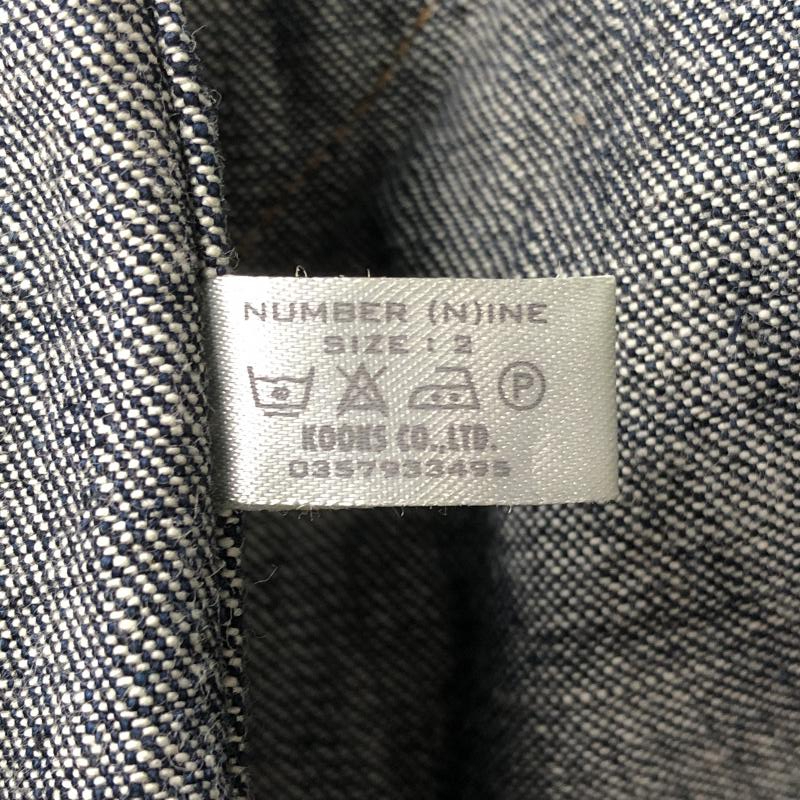 NUMBER (N)INE
SIZE : 2
P
KOOKS CO.,LTD.
0357933495